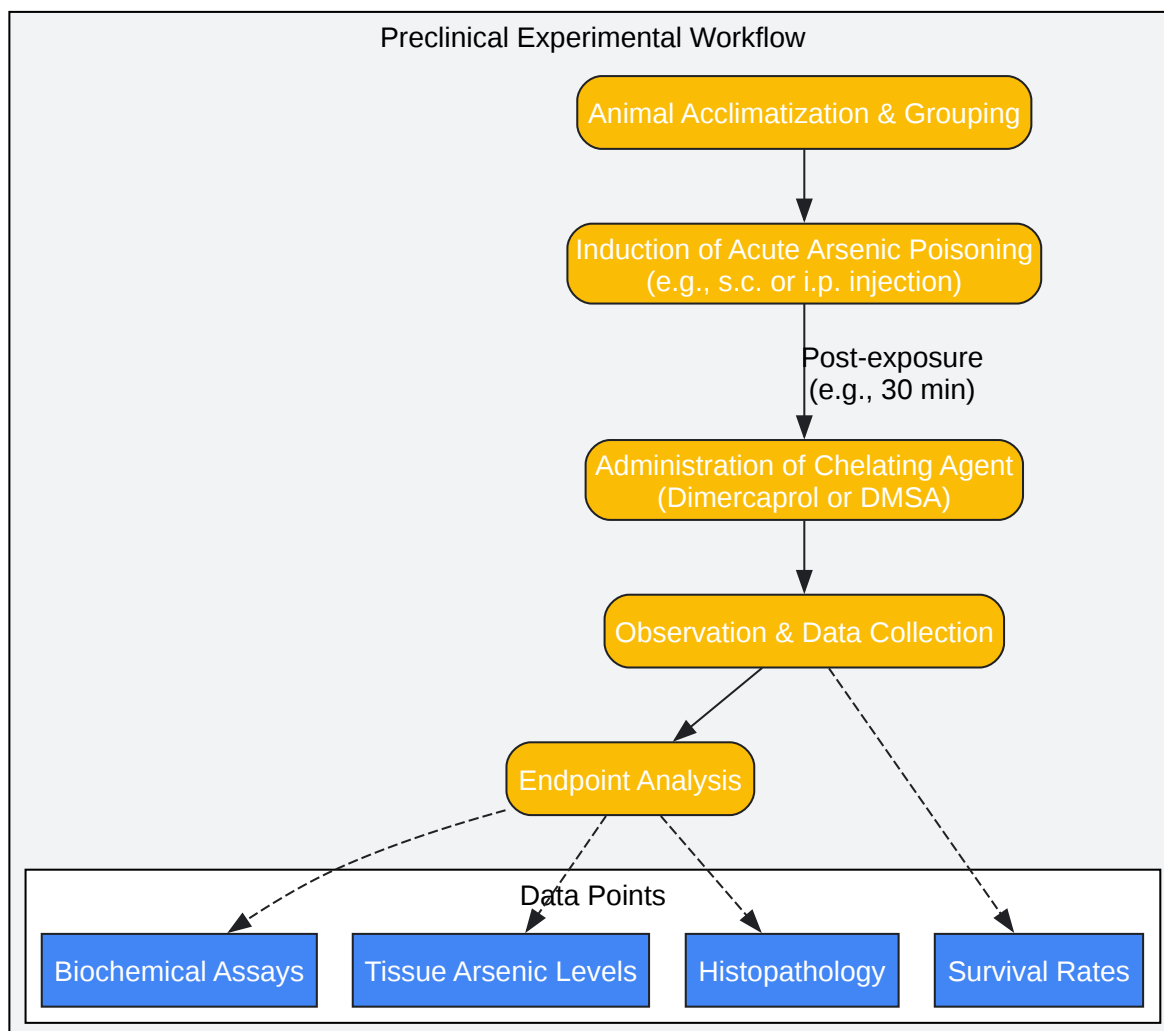 Preclinical Experimental Workflow
Animal Acclimatization & Grouping
Induction of Acute Arsenic Poisoning
(e.g., s.c. or i.p. injection)
Post-exposure
(e.g., 30 min)
Administration of Chelating Agent
(Dimercaprol or DMSA)
Observation & Data Collection
Endpoint Analysis
Data Points
Biochemical Assays
Tissue Arsenic Levels
Histopathology
Survival Rates